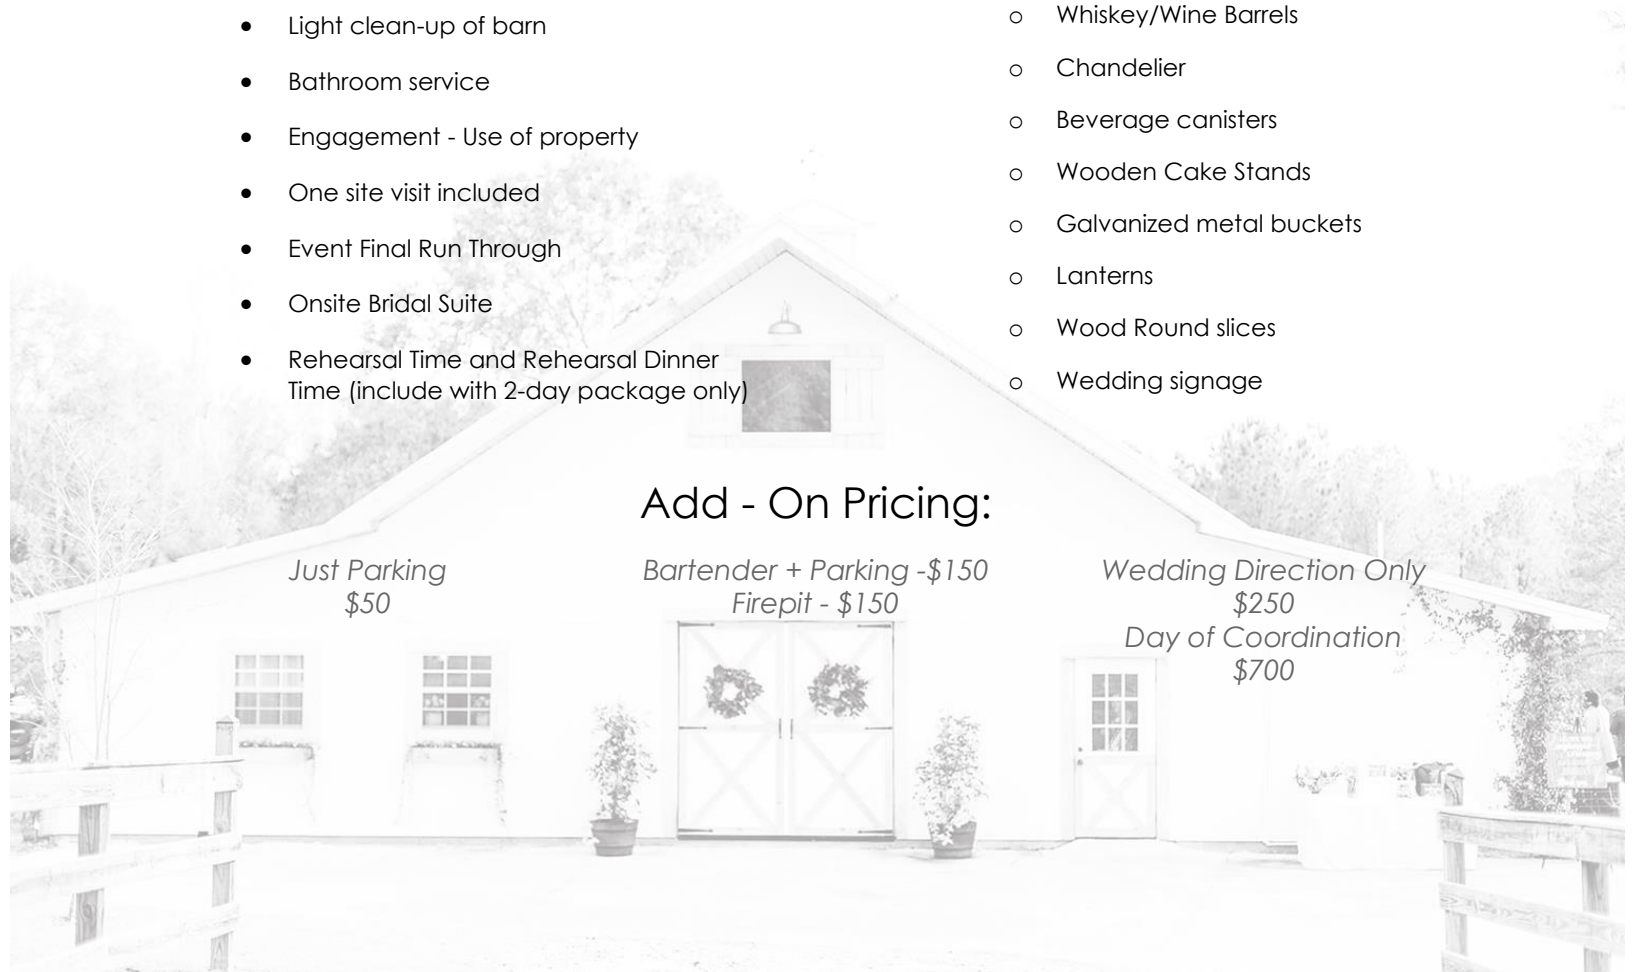 • Light clean-up of barn
• Bathroom service
• Engagement - Use of property
• One site visit included
• Event Final Run Through
• Onsite Bridal Suite
• Rehearsal Time and Rehearsal Dinner
Time (include with 2-day package only)
o Whiskey/Wine Barrels
o Chandelier
o Beverage canisters
o Wooden Cake Stands
o Galvanized metal buckets
o Lanterns
o Wood Round slices
o Wedding signage
Add - On Pricing:
Just Parking
$50
Bartender + Parking -$150
Firepit - $150
Wedding Direction Only
$250
Day of Coordination
$700